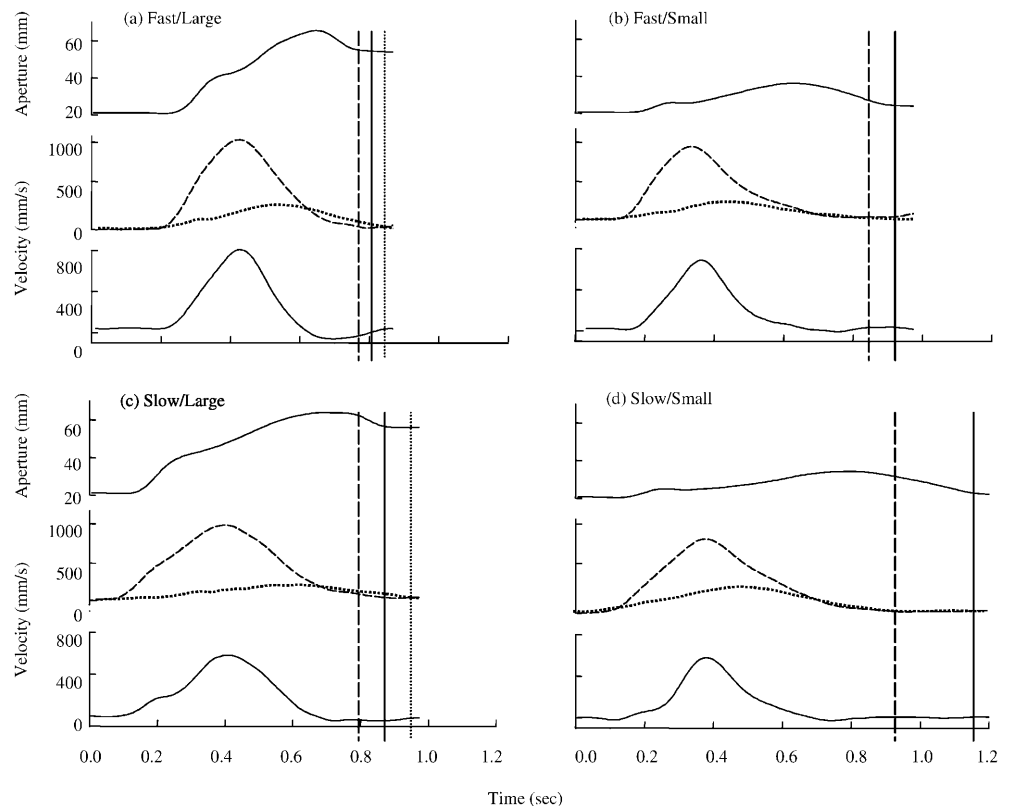 (a) Fast/Large
(b) Fast/Small
Aperture (mm)
60
40
20
Velocity (mm/s)
1000
500
0
800
400
0
(c) Slow/Large
(d) Slow/Small
Aperture (mm)
60
40
20
Velocity (mm/s)
1000
500
0
800
400
0
0.0 0.2 0.4 0.6 0.8 1.0 1.2
0.0 0.2 0.4 0.6 0.8 1.0 1.2
Time (sec)